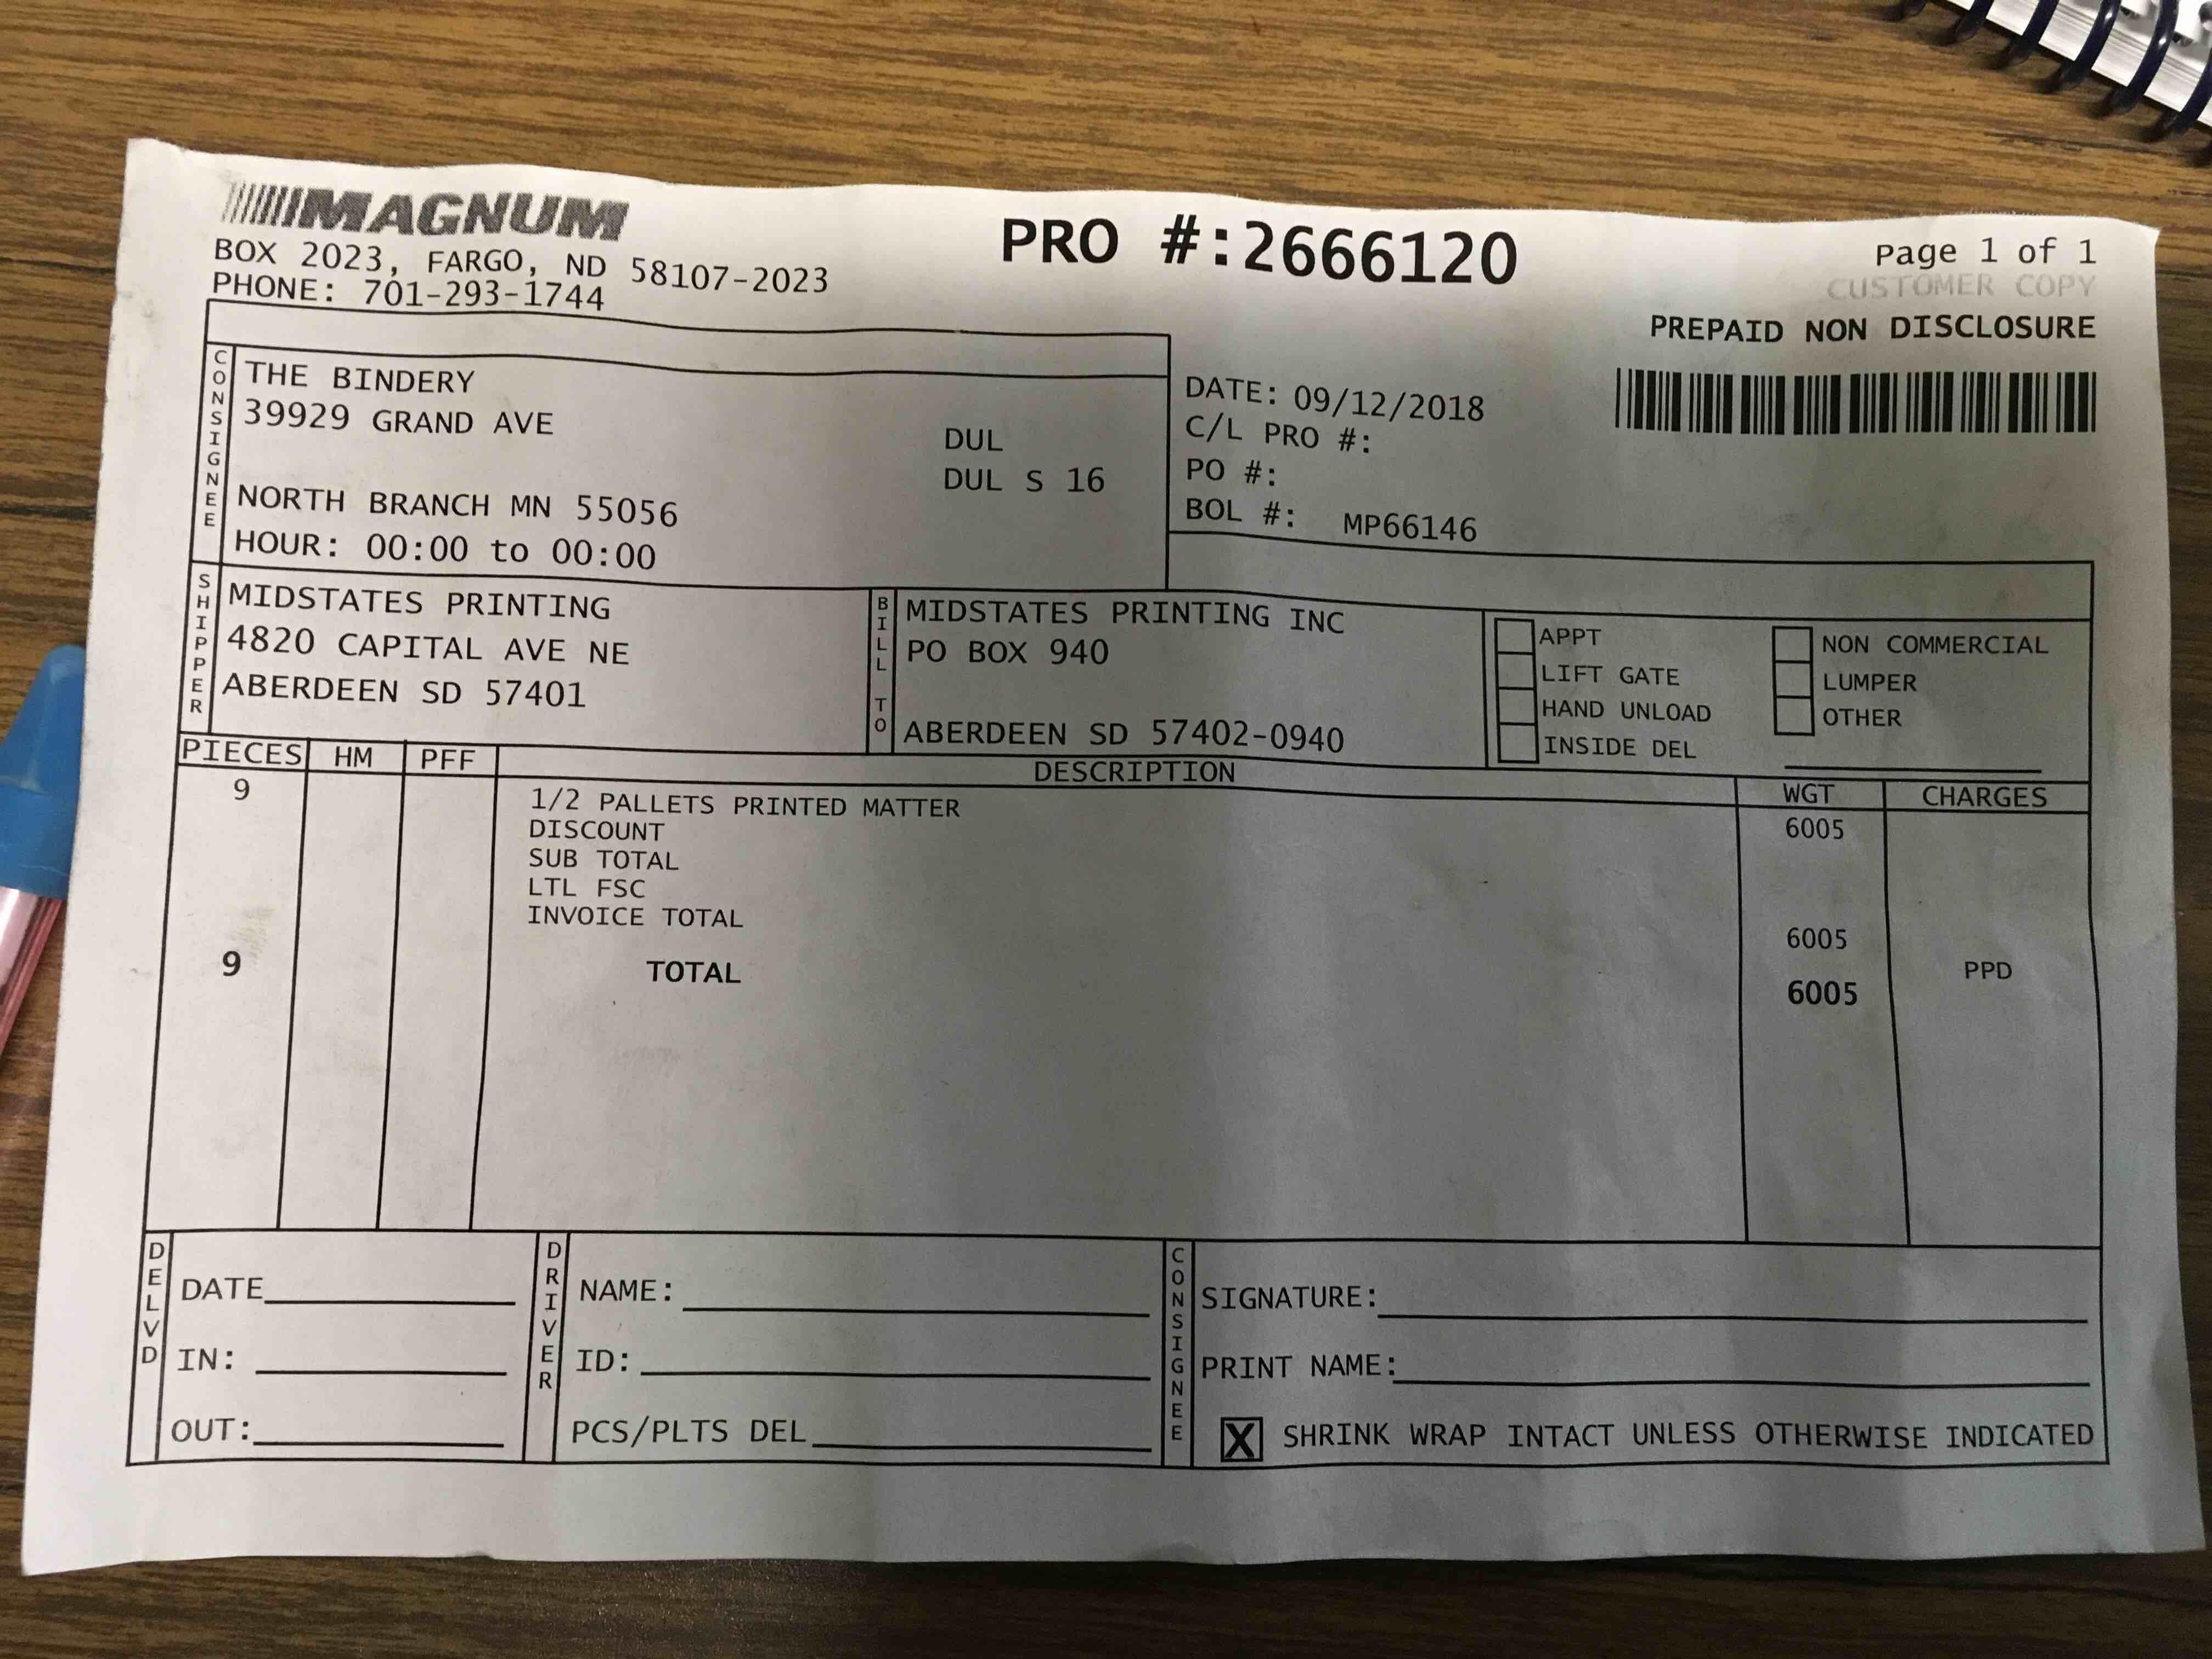 MAGNUM
BOX 2023, FARGO, ND 58107-2023
PHONE: 701-293-1744
PRO #:2666120
Page 1 of 1
CUSTOMER COPY
PREPAID NON DISCLOSURE
CONSIGNEE
THE BINDERY
39929 GRAND AVE
DUL
DUL S 16
NORTH BRANCH MN 55056
HOUR: 00:00 to 00:00
DATE: 09/12/2018
C/L PRO #:
PO #:
BOL #: MP66146
SHIPPER
MIDSTATES PRINTING
4820 CAPITAL AVE NE
ABERDEEN SD 57401
BILL TO
MIDSTATES PRINTING INC
PO BOX 940
ABERDEEN SD 57402-0940
APPT
LIFT GATE
HAND UNLOAD
INSIDE DEL
NON COMMERCIAL
LUMPER
OTHER
PIECES HM PFF DESCRIPTION WGT CHARGES
9 1/2 PALLETS PRINTED MATTER 6005
DISCOUNT
SUB TOTAL
LTL FSC
INVOICE TOTAL 6005
9 TOTAL 6005 PPD
DELVD
DATE
IN:
OUT:
DRIVER
NAME:
ID:
PCS/PLTS DEL
CONSIGNEE
SIGNATURE:
PRINT NAME:
X SHRINK WRAP INTACT UNLESS OTHERWISE INDICATED